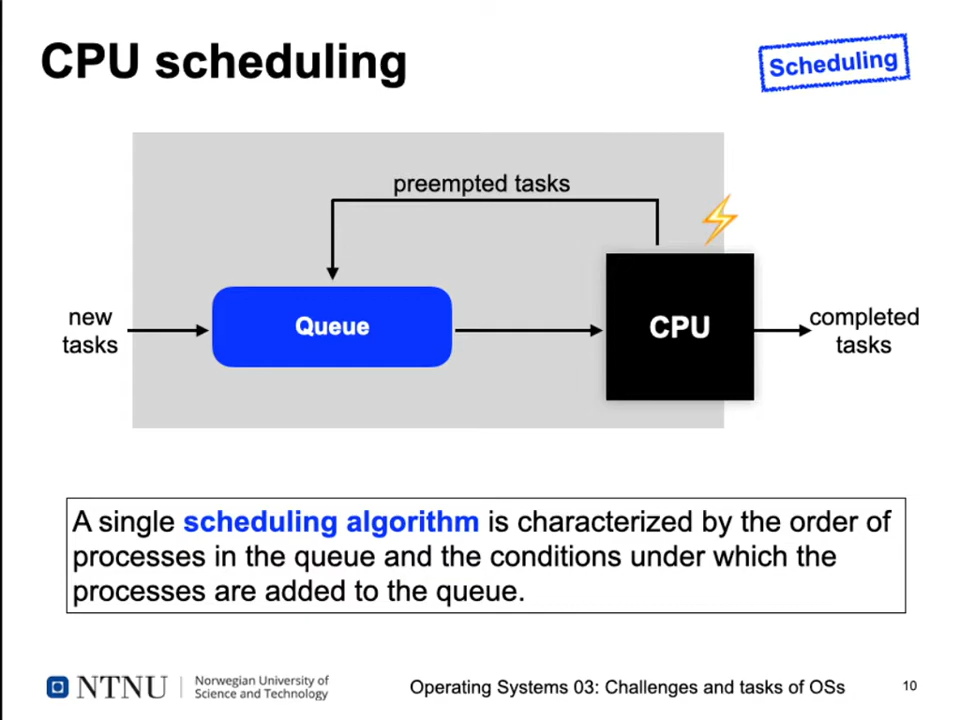 CPU scheduling
Scheduling
preempted tasks
new
tasks
Queue
CPU
completed
tasks
A single scheduling algorithm is characterized by the order of
processes in the queue and the conditions under which the
processes are added to the queue.
NTNU
Norwegian University of
Science and Technology
Operating Systems 03: Challenges and tasks of OSs
10